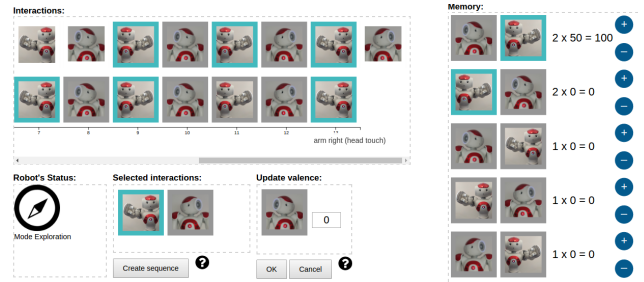 Interactions:
7 8 9 10 11 12
arm right (head touch)
Robot's Status:
Mode Exploration
Selected interactions:
Create sequence
?
Update valence:
0
OK Cancel
?
Memory:
2 x 50 = 100
+
−
2 x 0 = 0
+
−
1 x 0 = 0
+
−
1 x 0 = 0
+
−
1 x 0 = 0
+
−